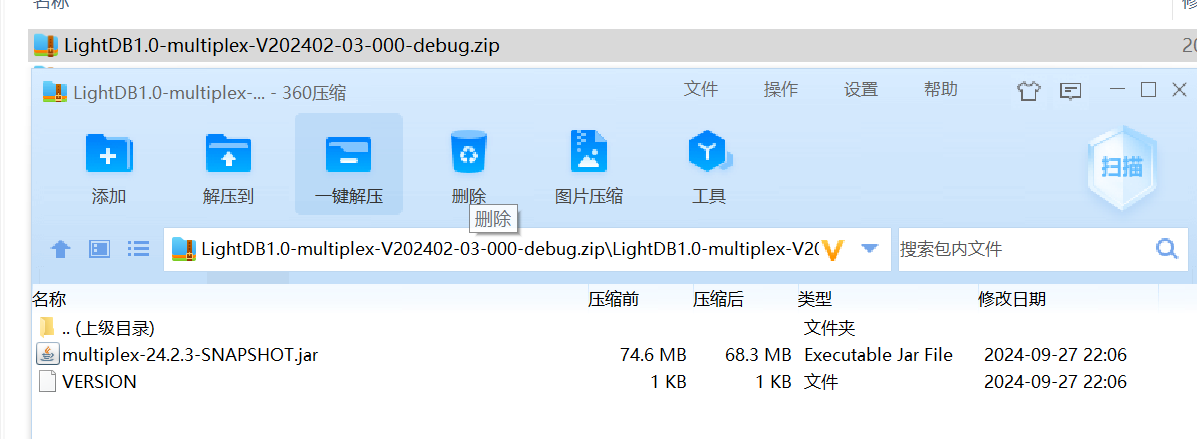 名称
LightDB1.0-multiplex-V202402-03-000-debug.zip
LightDB1.0-multiplex-... - 360压缩
文件 操作 设置 帮助
添加 解压到 一键解压 删除 图片压缩 工具 扫描
删除
LightDB1.0-multiplex-V202402-03-000-debug.zip\LightDB1.0-multiplex-V20
搜索包内文件
名称 压缩前 压缩后 类型 修改日期
.. (上级目录) 文件夹
multiplex-24.2.3-SNAPSHOT.jar 74.6 MB 68.3 MB Executable Jar File 2024-09-27 22:06
VERSION 1 KB 1 KB 文件 2024-09-27 22:06